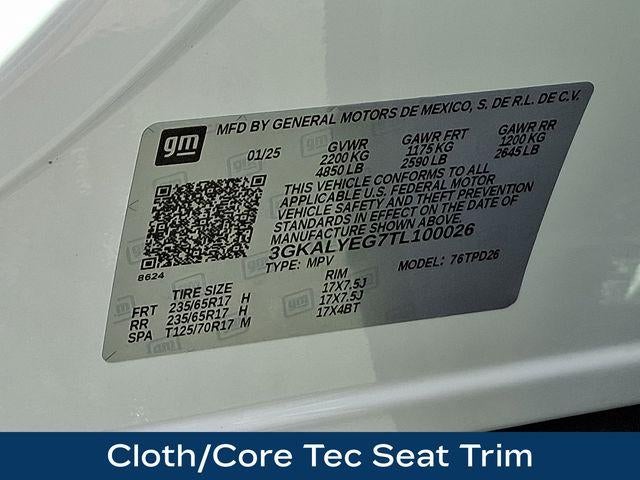 gm
MFD BY GENERAL MOTORS DE MEXICO, S. DE R.L. DE C.V.
01/25 GVWR GAWR FRT GAWR RR
2200 KG 1175 KG 1200 KG
4850 LB 2590 LB 2645 LB
THIS VEHICLE CONFORMS TO ALL
APPLICABLE U.S. FEDERAL MOTOR
VEHICLE SAFETY AND THEFT PREVENTION
STANDARDS IN EFFECT ON THE DATE OF
MANUFACTURE SHOWN ABOVE.
3GKALYEG7TL100026
8624
TYPE: MPV MODEL: 76TPD26
TIRE SIZE RIM
FRT 235/65R17 H 17X7.5J
RR 235/65R17 H 17X7.5J
SPA T125/70R17 M 17X4BT
Cloth/Core Tec Seat Trim